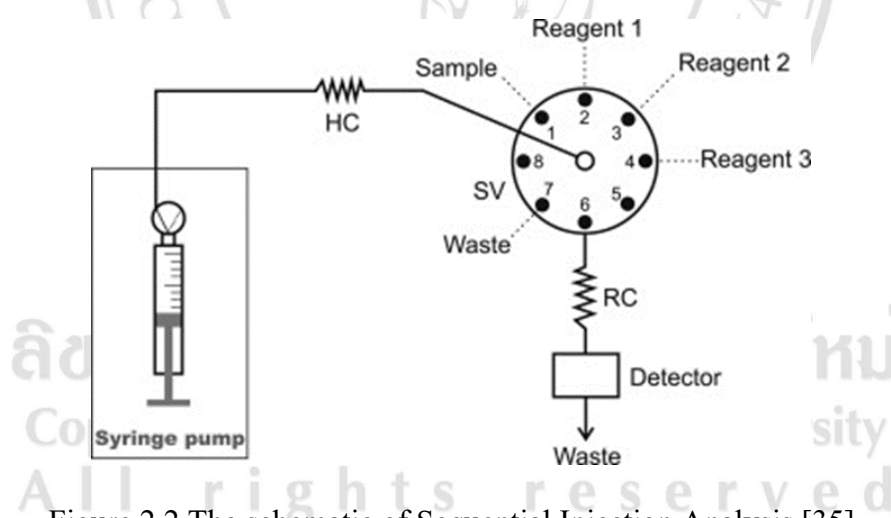 Reagent 1
Sample
Reagent 2
HC
1
2
3
8
4
Reagent 3
SV
7
6
5
Waste
RC
Detector
Syringe pump
Waste
All rights reserved
Figure 2.2 The schematic of Sequential Injection Analysis [35]